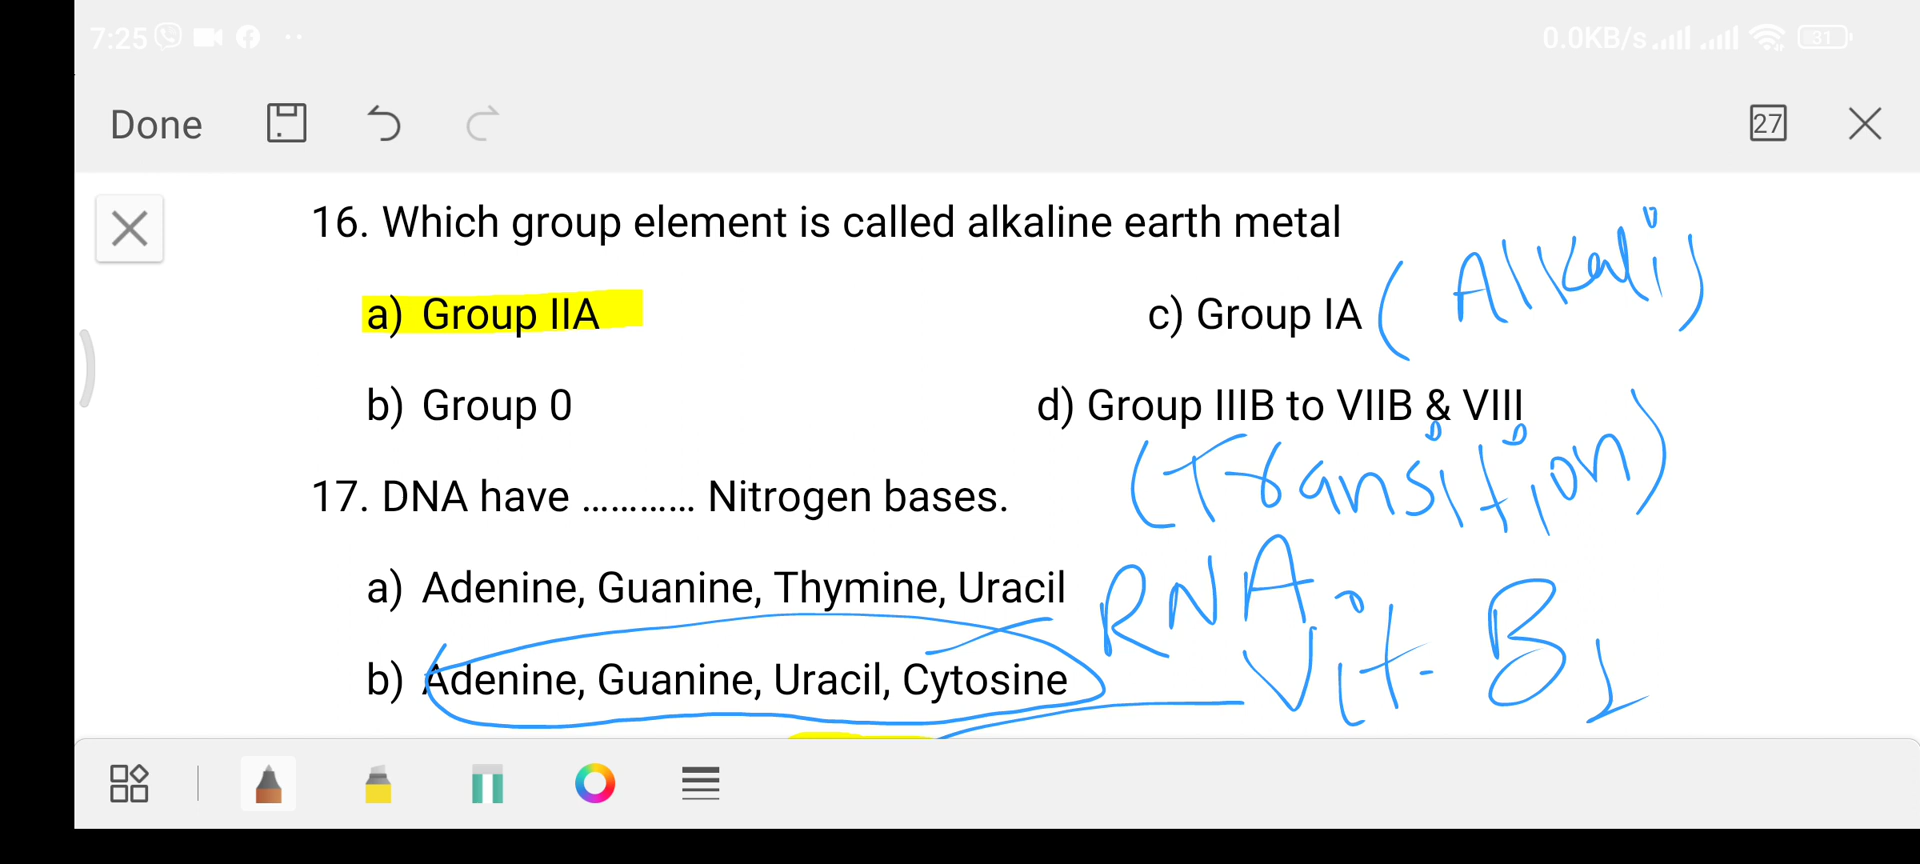 7:25 0.0KB/s 31
Done 27
16. Which group element is called alkaline earth metal
a) Group IIA c) Group IA (Alkali)
b) Group 0 d) Group IIIB to VIIB & VIII
(Transition)
17. DNA have ............ Nitrogen bases.
a) Adenine, Guanine, Thymine, Uracil RNA
b) Adenine, Guanine, Uracil, Cytosine Vit. B1